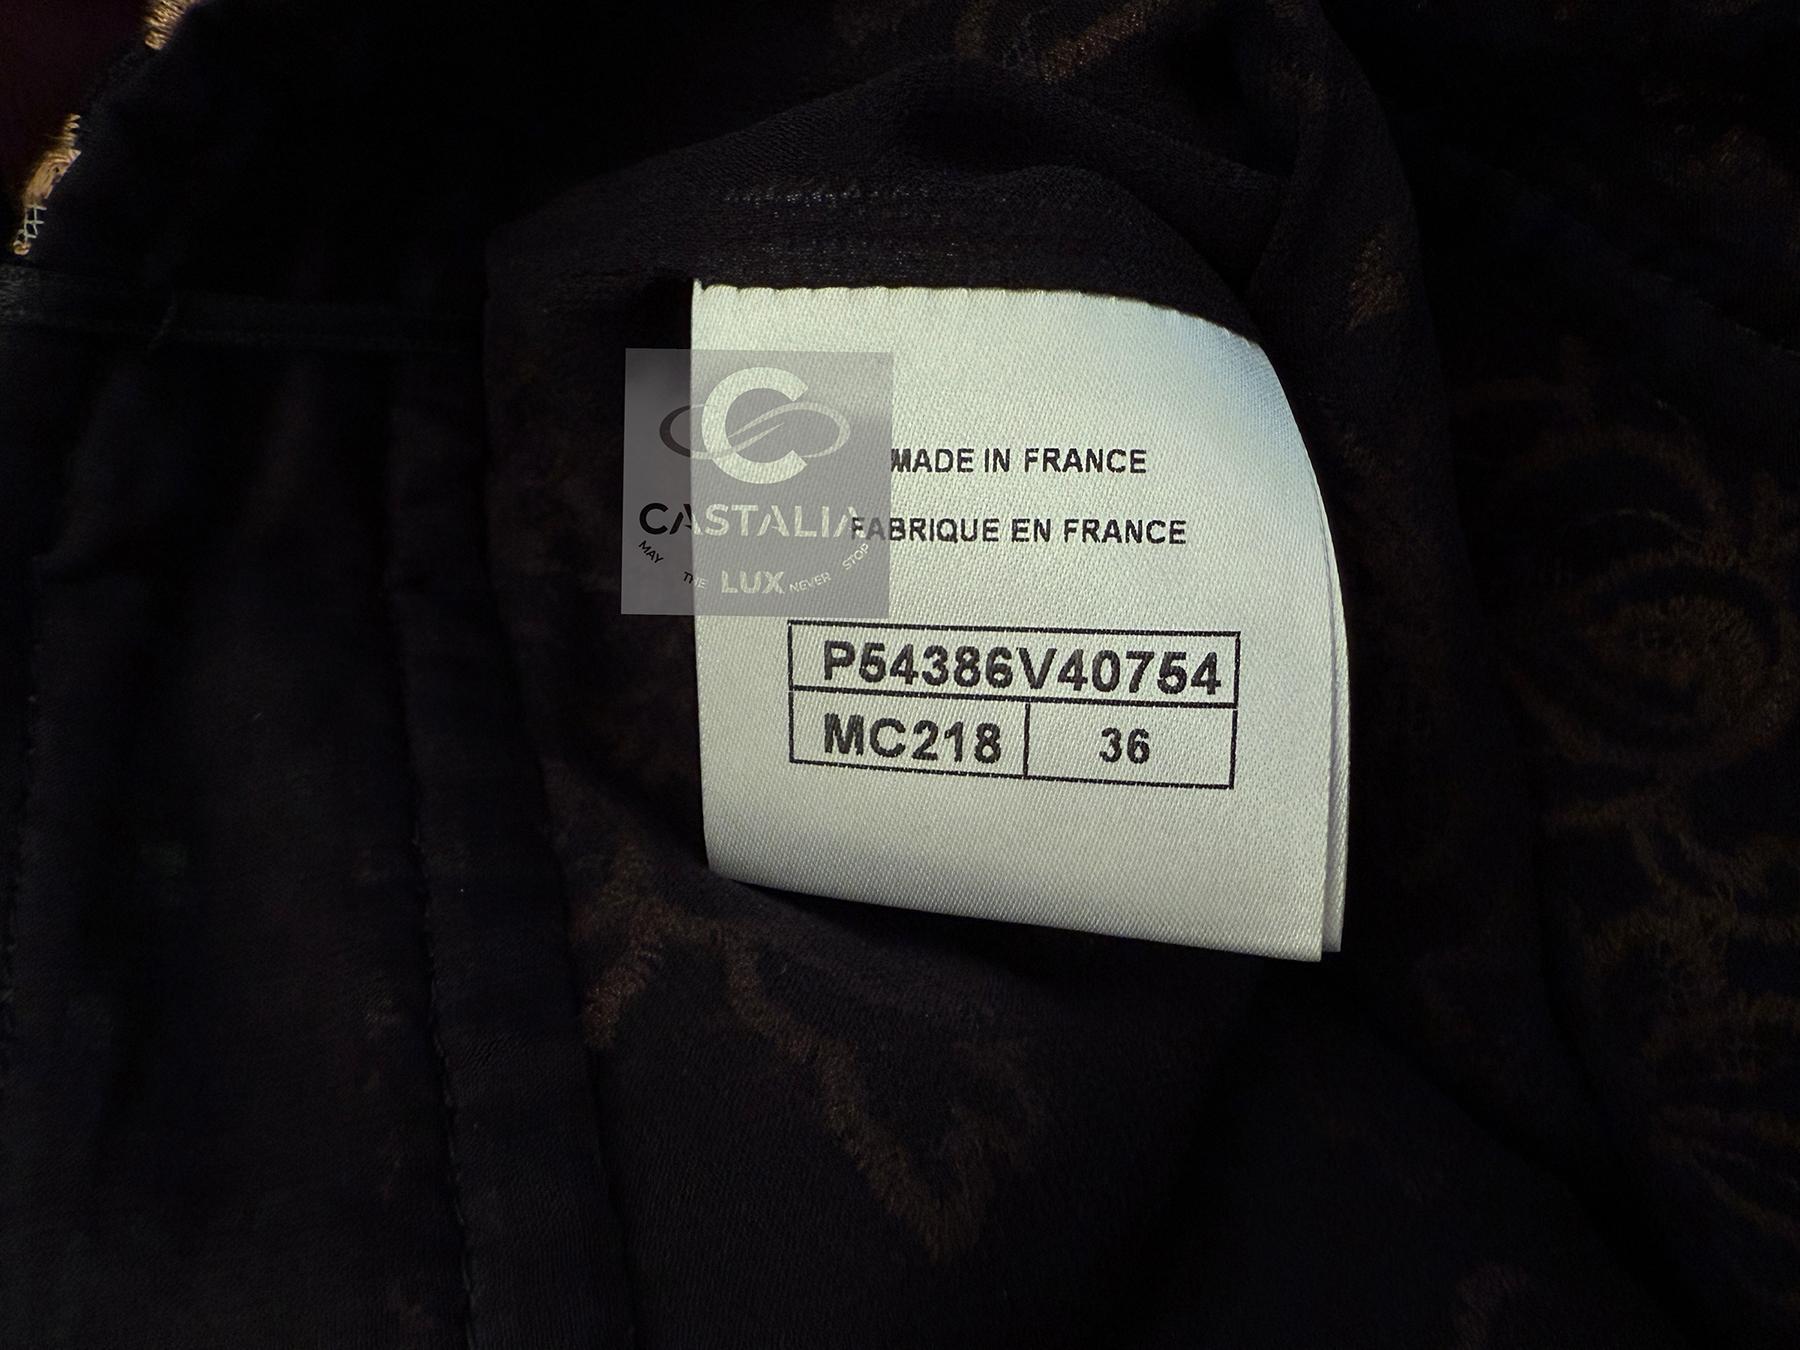 C
CASTALIA
MAY THE LUX NEVER STOP
MADE IN FRANCE
FABRIQUE EN FRANCE
P54386V40754
MC218 36